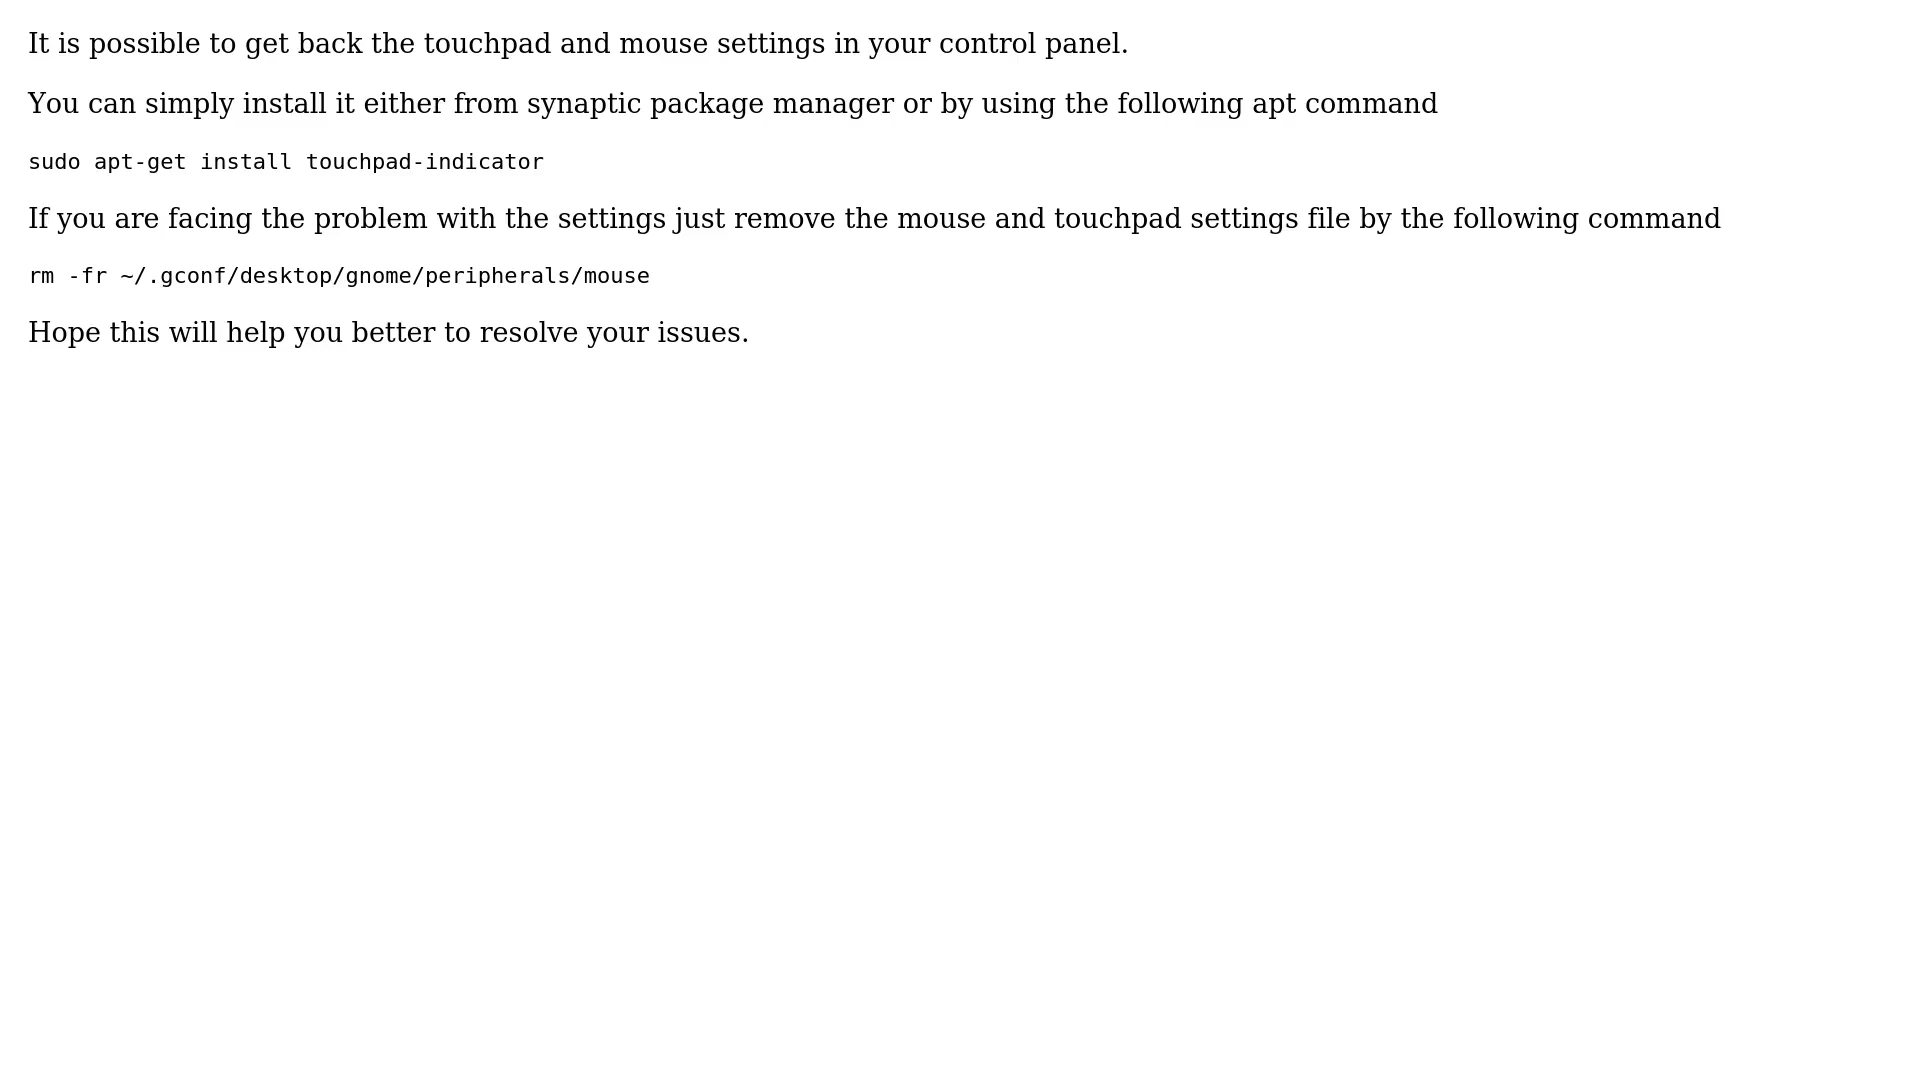 It is possible to get back the touchpad and mouse settings in your control panel.
You can simply install it either from synaptic package manager or by using the following apt command
sudo apt-get install touchpad-indicator
If you are facing the problem with the settings just remove the mouse and touchpad settings file by the following command
rm -fr ~/.gconf/desktop/gnome/peripherals/mouse
Hope this will help you better to resolve your issues.